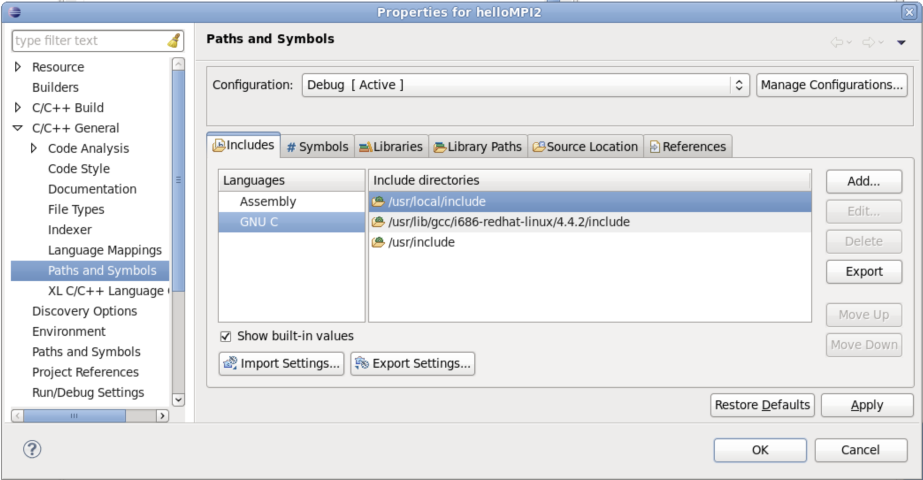 Properties for helloMPI2
type filter text
Resource
Builders
C/C++ Build
C/C++ General
Code Analysis
Code Style
Documentation
File Types
Indexer
Language Mappings
Paths and Symbols
XL C/C++ Language
Discovery Options
Environment
Paths and Symbols
Project References
Run/Debug Settings
Paths and Symbols
Configuration: Debug [ Active ] Manage Configurations...
Includes # Symbols Libraries Library Paths Source Location References
Languages
Assembly
GNU C
Include directories
/usr/local/include
/usr/lib/gcc/i686-redhat-linux/4.4.2/include
/usr/include
Add...
Edit...
Delete
Export
Move Up
Move Down
Show built-in values
Import Settings... Export Settings...
Restore Defaults Apply
OK Cancel